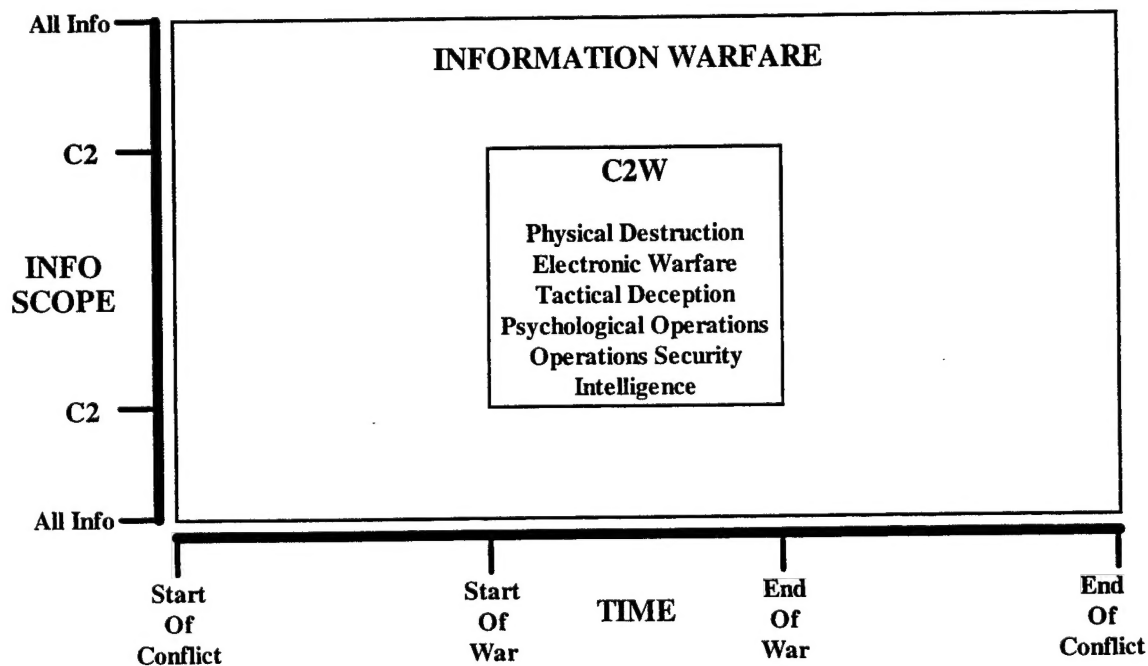 All Info
INFORMATION WARFARE
C2
C2W
Physical Destruction
Electronic Warfare
Tactical Deception
Psychological Operations
Operations Security
Intelligence
INFO
SCOPE
C2
All Info
Start
Of
Conflict
Start
Of
War
TIME
End
Of
War
End
Of
Conflict